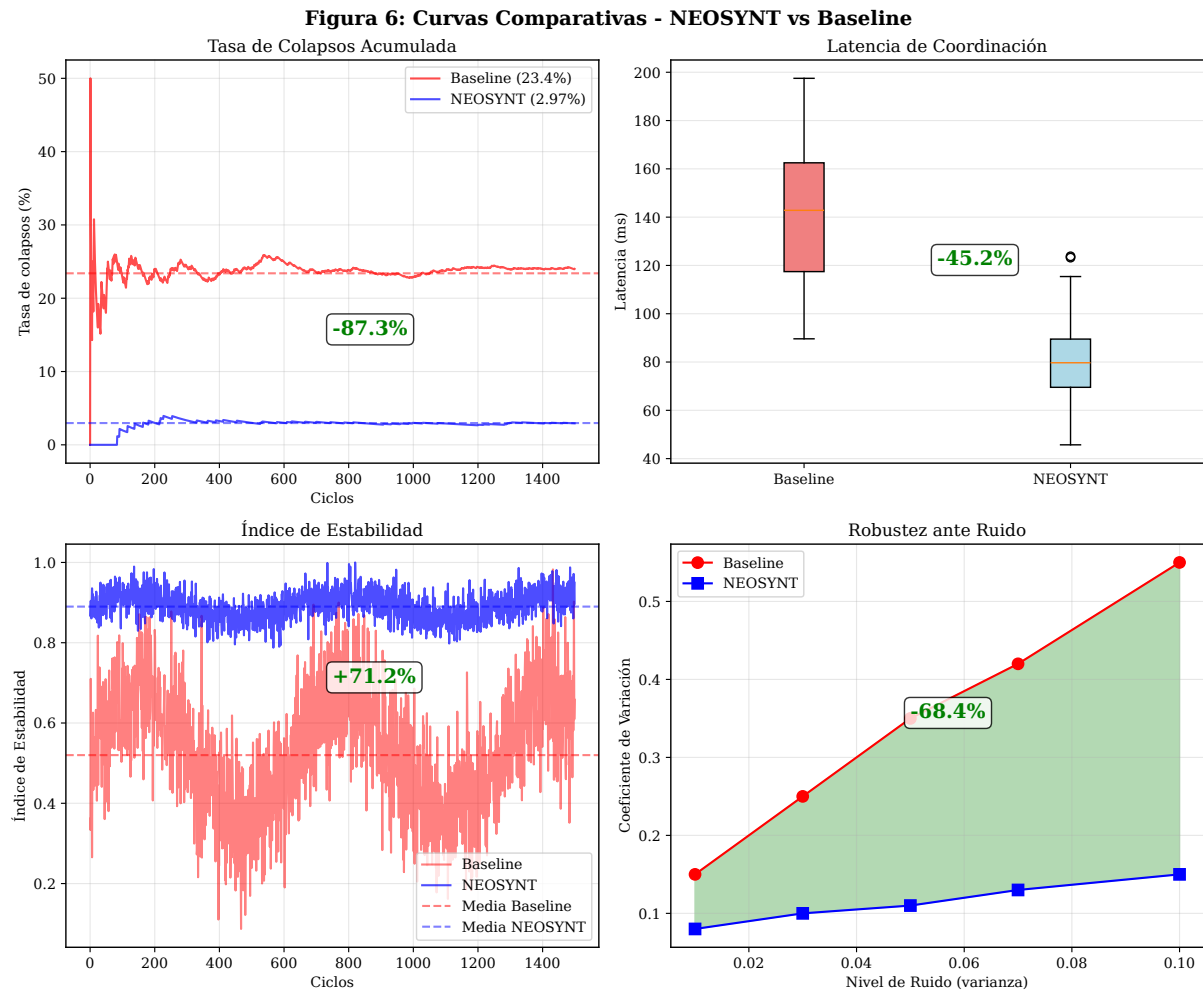 Figura 6: Curvas Comparativas - NEOSYNT vs Baseline
Tasa de Colapsos Acumulada
Tasa de colapsos (%)
50
40
30
20
10
0
Baseline (23.4%)
NEOSYNT (2.97%)
-87.3%
0 200 400 600 800 1000 1200 1400
Ciclos
Latencia de Coordinación
Latencia (ms)
200
180
160
140
120
100
80
60
40
-45.2%
Baseline NEOSYNT
Índice de Estabilidad
Índice de Estabilidad
1.0
0.8
0.6
0.4
0.2
+71.2%
Baseline
NEOSYNT
Media Baseline
Media NEOSYNT
0 200 400 600 800 1000 1200 1400
Ciclos
Robustez ante Ruido
Coeficiente de Variación
Baseline
NEOSYNT
0.5
0.4
0.3
0.2
0.1
-68.4%
0.02 0.04 0.06 0.08 0.10
Nivel de Ruido (varianza)